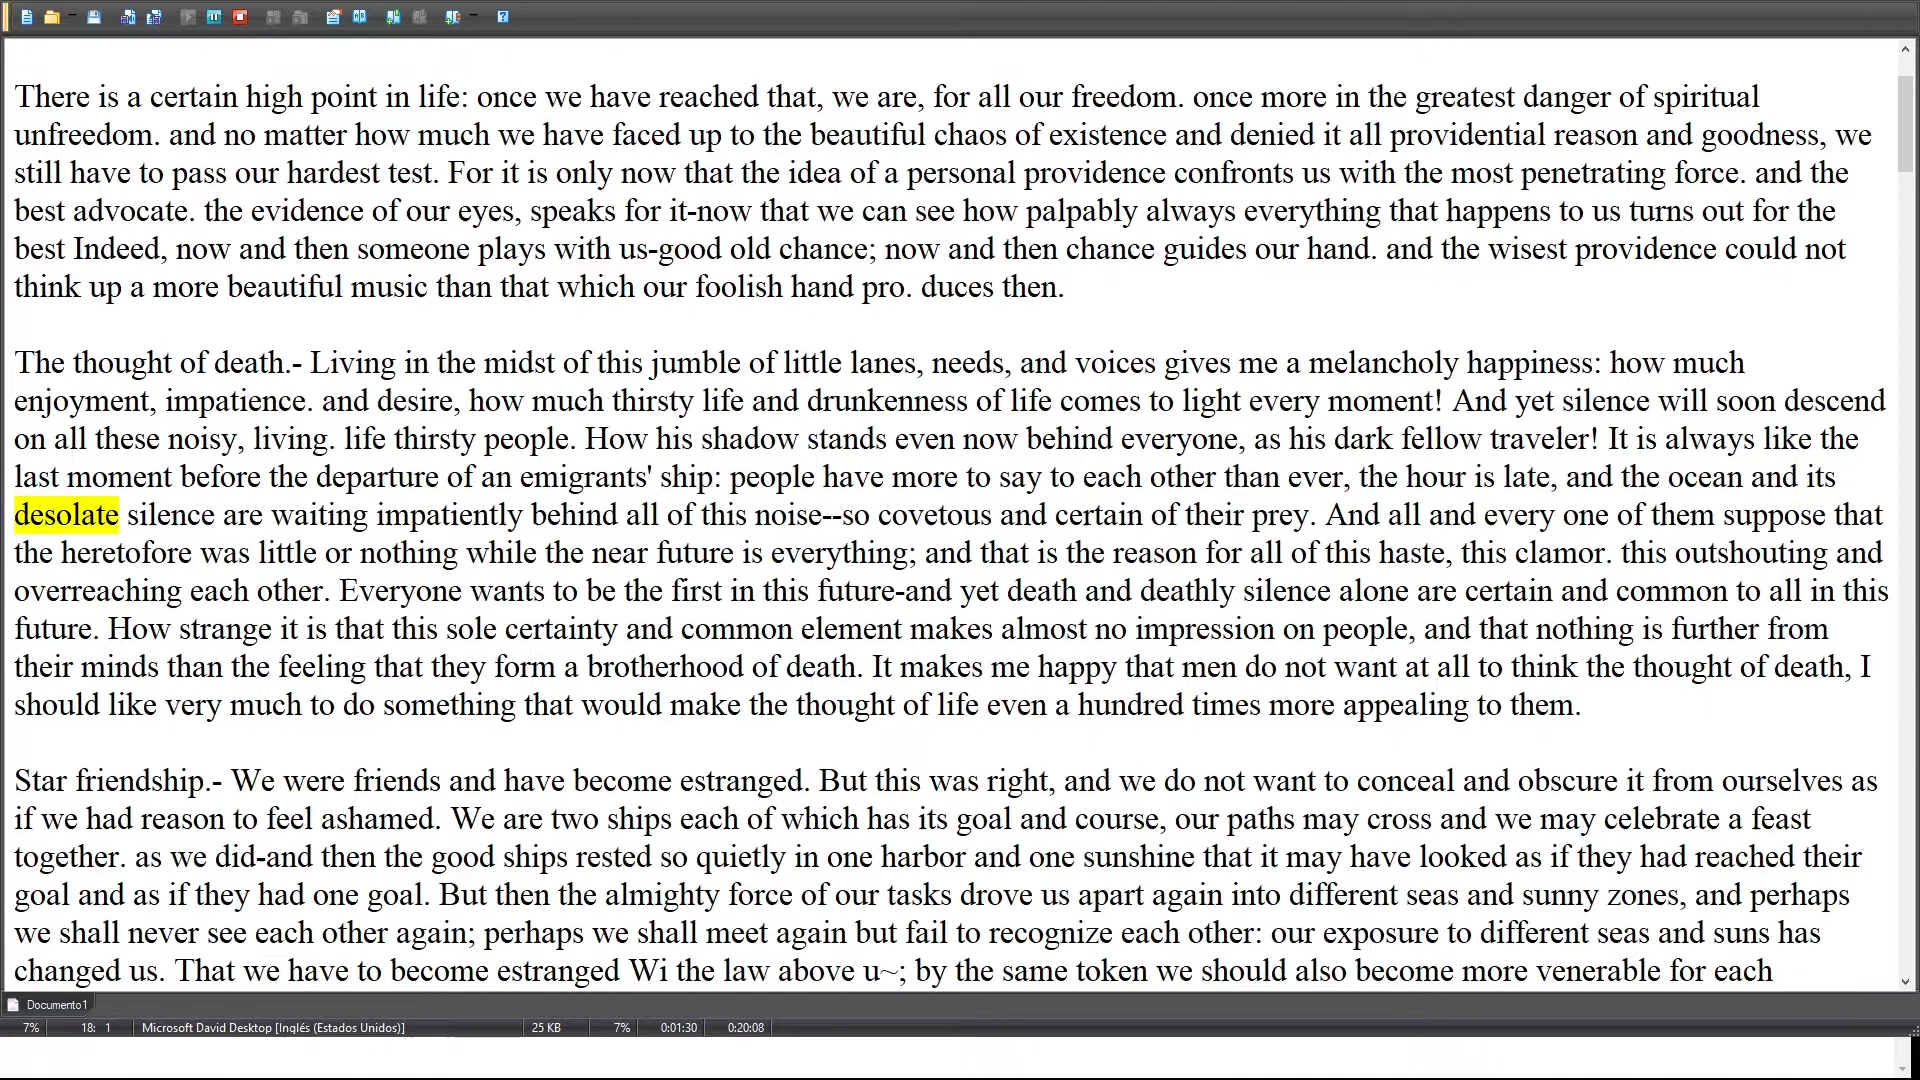 There is a certain high point in life: once we have reached that, we are, for all our freedom. once more in the greatest danger of spiritual
unfreedom. and no matter how much we have faced up to the beautiful chaos of existence and denied it all providential reason and goodness, we
still have to pass our hardest test. For it is only now that the idea of a personal providence confronts us with the most penetrating force. and the
best advocate. the evidence of our eyes, speaks for it-now that we can see how palpably always everything that happens to us turns out for the
best Indeed, now and then someone plays with us-good old chance; now and then chance guides our hand. and the wisest providence could not
think up a more beautiful music than that which our foolish hand pro. duces then.
The thought of death.- Living in the midst of this jumble of little lanes, needs, and voices gives me a melancholy happiness: how much
enjoyment, impatience. and desire, how much thirsty life and drunkenness of life comes to light every moment! And yet silence will soon descend
on all these noisy, living. life thirsty people. How his shadow stands even now behind everyone, as his dark fellow traveler! It is always like the
last moment before the departure of an emigrants' ship: people have more to say to each other than ever, the hour is late, and the ocean and its
desolate silence are waiting impatiently behind all of this noise--so covetous and certain of their prey. And all and every one of them suppose that
the heretofore was little or nothing while the near future is everything; and that is the reason for all of this haste, this clamor. this outshouting and
overreaching each other. Everyone wants to be the first in this future-and yet death and deathly silence alone are certain and common to all in this
future. How strange it is that this sole certainty and common element makes almost no impression on people, and that nothing is further from
their minds than the feeling that they form a brotherhood of death. It makes me happy that men do not want at all to think the thought of death, I
should like very much to do something that would make the thought of life even a hundred times more appealing to them.
Star friendship.- We were friends and have become estranged. But this was right, and we do not want to conceal and obscure it from ourselves as
if we had reason to feel ashamed. We are two ships each of which has its goal and course, our paths may cross and we may celebrate a feast
together. as we did-and then the good ships rested so quietly in one harbor and one sunshine that it may have looked as if they had reached their
goal and as if they had one goal. But then the almighty force of our tasks drove us apart again into different seas and sunny zones, and perhaps
we shall never see each other again; perhaps we shall meet again but fail to recognize each other: our exposure to different seas and suns has
changed us. That we have to become estranged Wi the law above u~; by the same token we should also become more venerable for each
Documento1
7% 18: 1 Microsoft David Desktop [Inglés (Estados Unidos)] 25 KB 7% 0:01:30 0:20:08